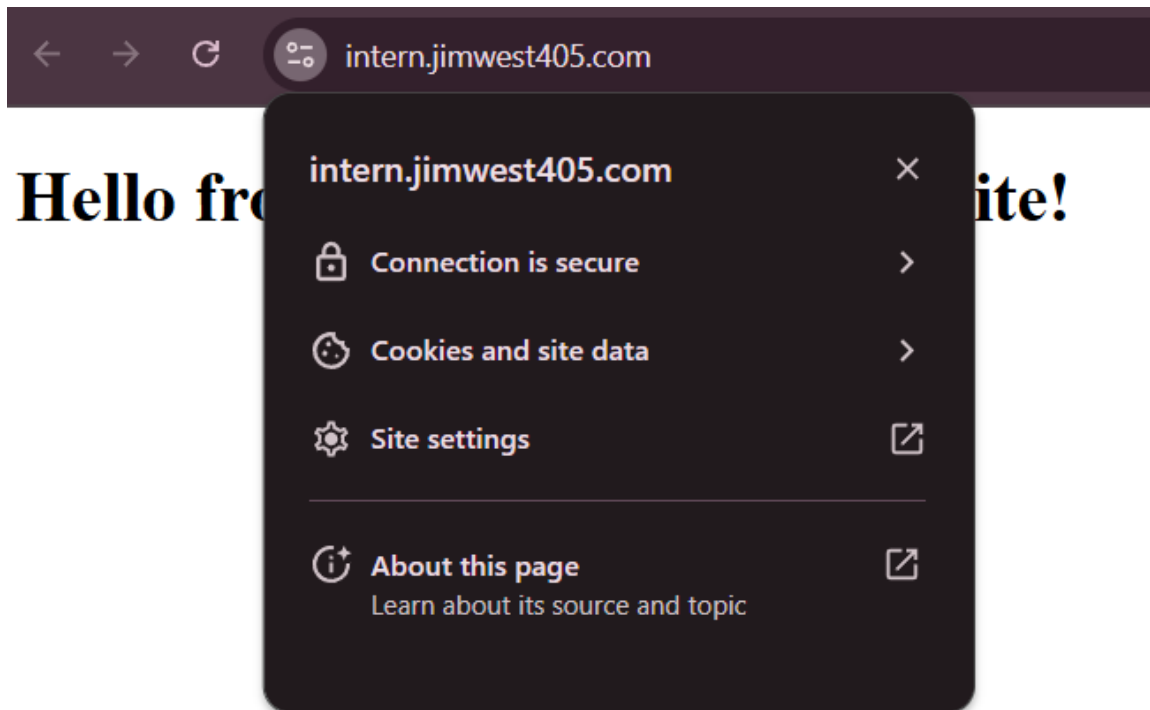 intern.jimwest405.com
intern.jimwest405.com
Hello fro ite!
Connection is secure
Cookies and site data
Site settings
About this page
Learn about its source and topic